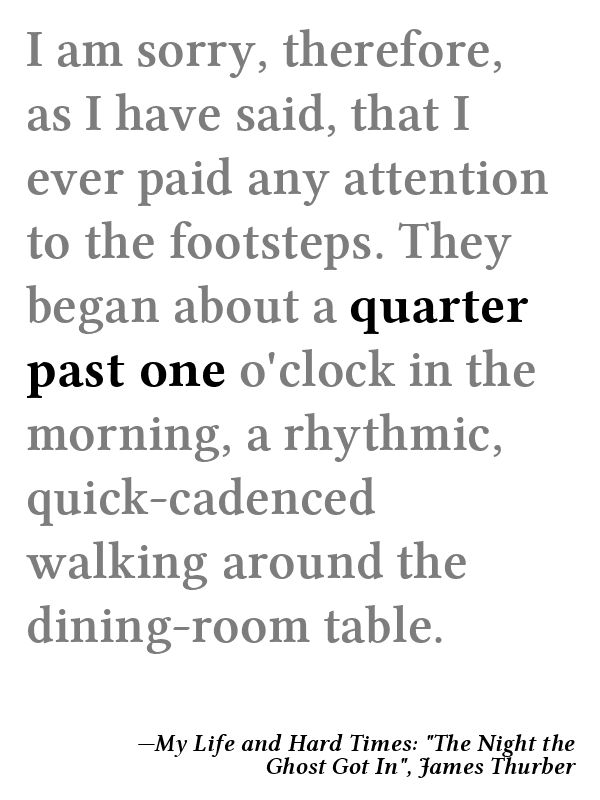 I am sorry, therefore,
as I have said, that I
ever paid any attention
to the footsteps. They
began about a quarter
past one o'clock in the
morning, a rhythmic,
quick-cadenced
walking around the
dining-room table.
—My Life and Hard Times: "The Night the
Ghost Got In", James Thurber